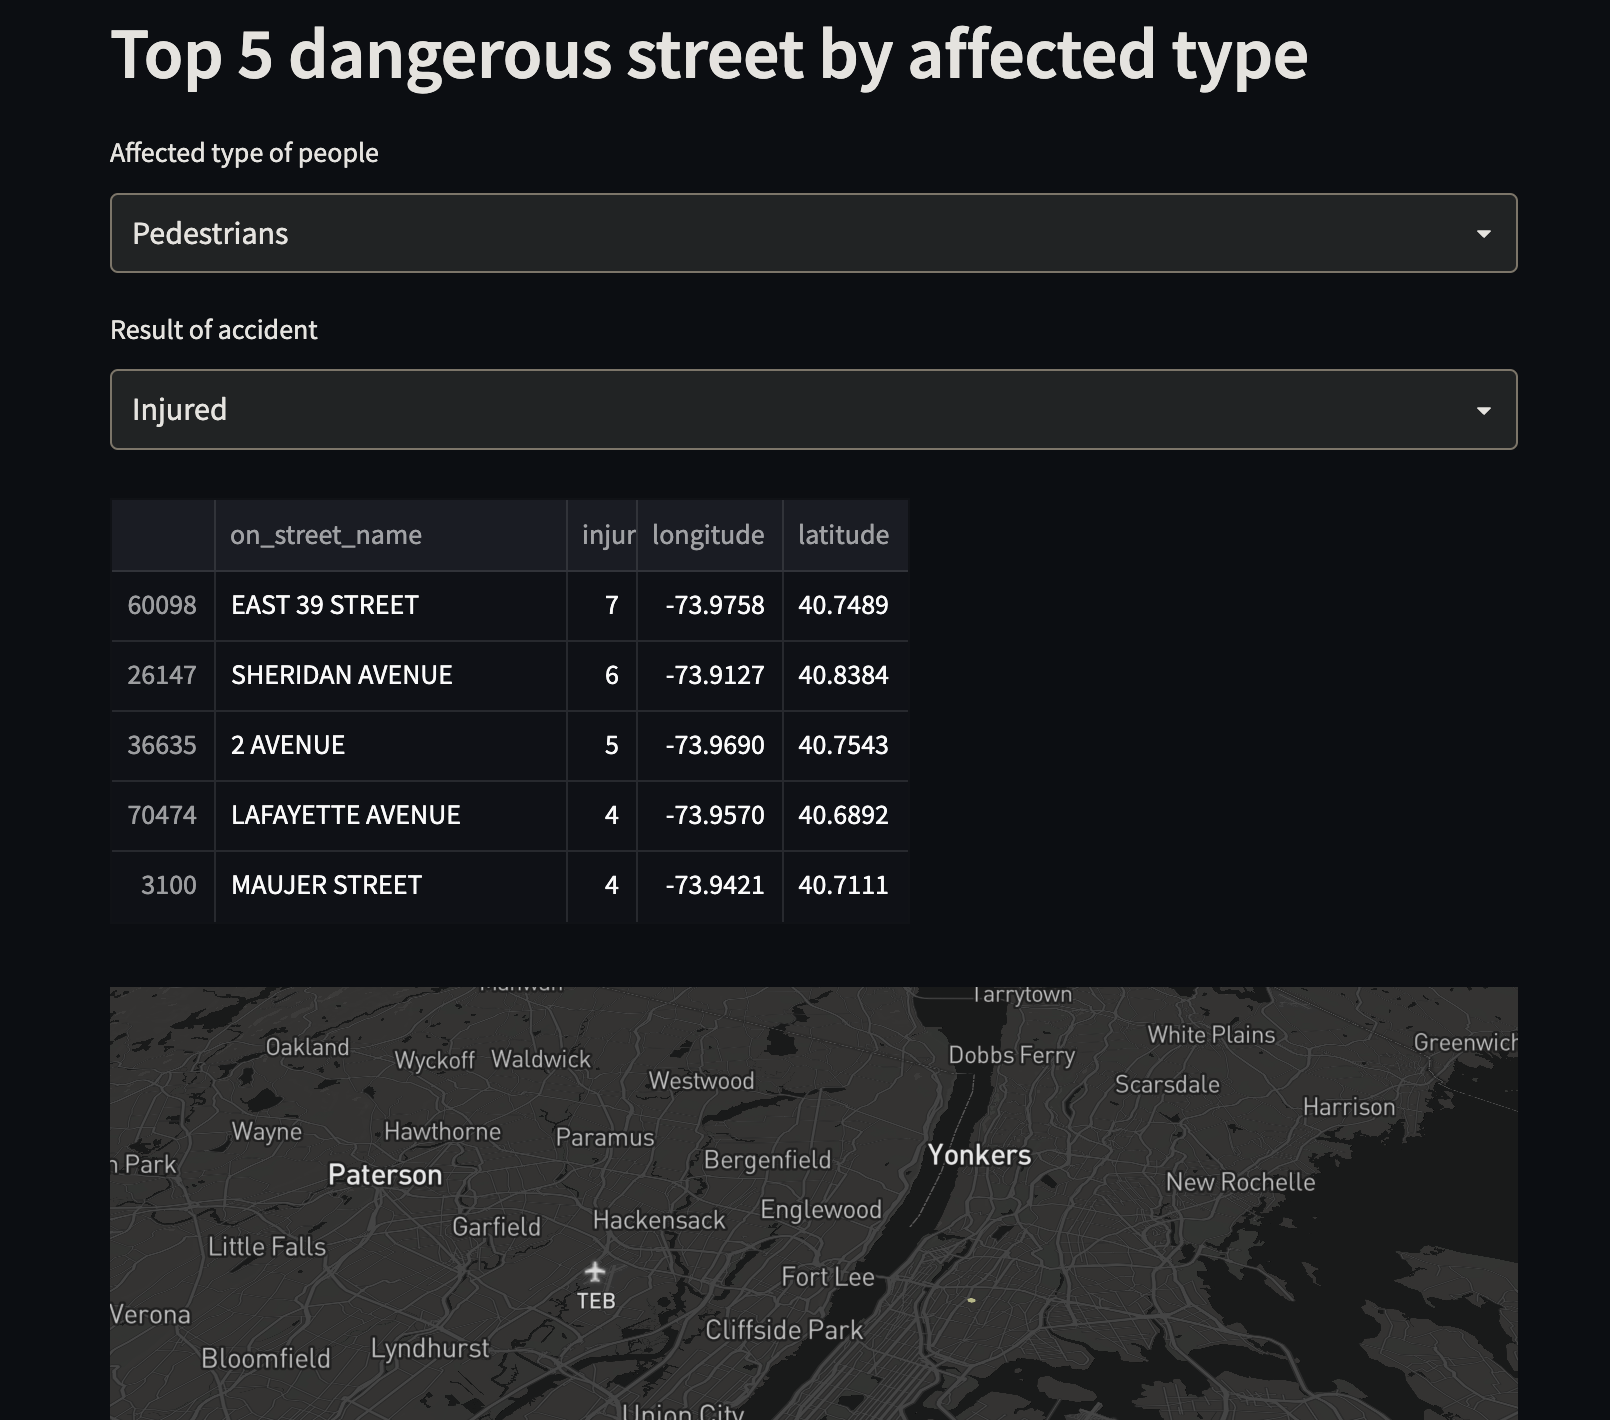 Top 5 dangerous street by affected type
Affected type of people
Pedestrians
Result of accident
Injured
on_street_name injur longitude latitude
60098 EAST 39 STREET 7 -73.9758 40.7489
26147 SHERIDAN AVENUE 6 -73.9127 40.8384
36635 2 AVENUE 5 -73.9690 40.7543
70474 LAFAYETTE AVENUE 4 -73.9570 40.6892
3100 MAUJER STREET 4 -73.9421 40.7111
Tarrytown
White Plains
Greenwich
Oakland
Wyckoff
Waldwick
Dobbs Ferry
Westwood
Scarsdale
Harrison
Wayne
Hawthorne
Paramus
n Park
Paterson
Bergenfield
Yonkers
New Rochelle
Garfield
Hackensack
Englewood
Little Falls
Fort Lee
TEB
Verona
Cliffside Park
Bloomfield
Lyndhurst
Union City